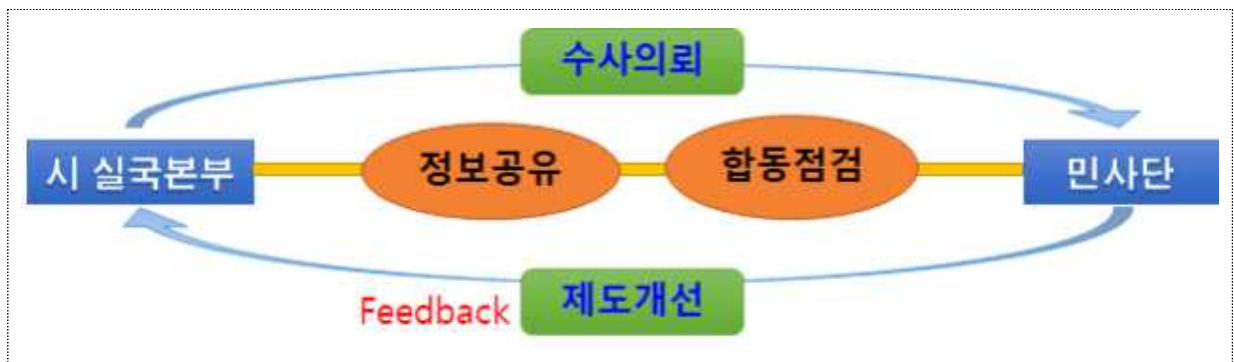 수사의뢰
시 실국본부
정보공유
합동점검
민사단
Feedback
제도개선